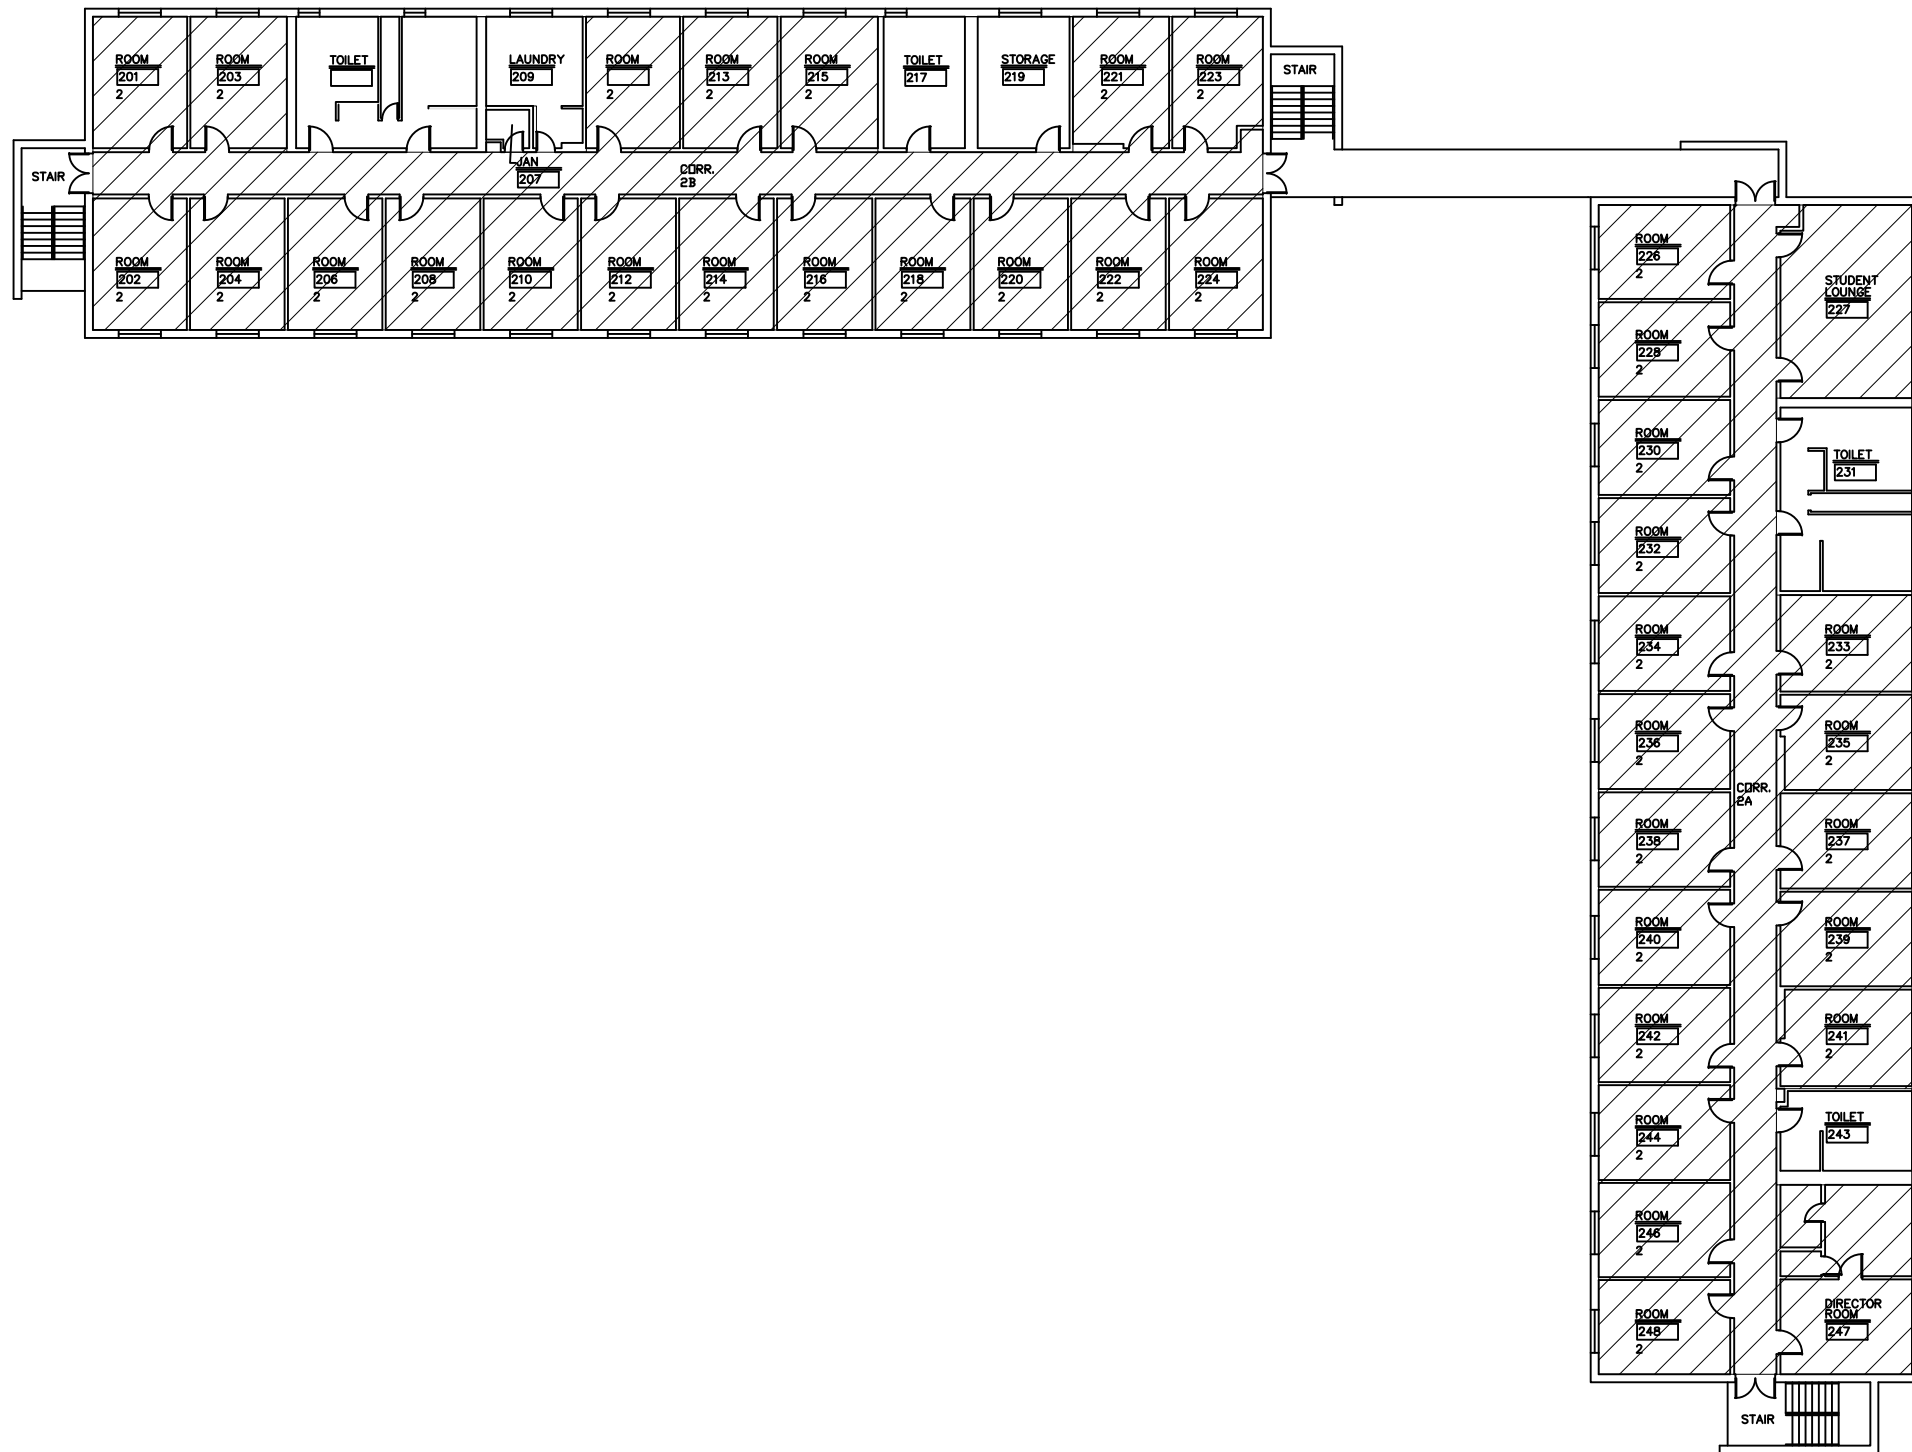 ROOM
201
2
ROOM
203
2
TOILET
LAUNDRY
209
ROOM
2
ROOM
213
2
ROOM
215
2
TOILET
217
STORAGE
219
ROOM
221
2
ROOM
223
2
STAIR
STAIR
JAN
207
CORR.
2B
ROOM
202
2
ROOM
204
2
ROOM
206
2
ROOM
208
2
ROOM
210
2
ROOM
212
2
ROOM
214
2
ROOM
216
2
ROOM
218
2
ROOM
220
2
ROOM
222
2
ROOM
224
2
ROOM
226
2
STUDENT
LOUNGE
227
ROOM
228
2
ROOM
230
2
TOILET
231
ROOM
232
2
ROOM
234
2
ROOM
233
2
ROOM
236
2
ROOM
235
2
CORR.
2A
ROOM
238
2
ROOM
237
2
ROOM
240
2
ROOM
239
2
ROOM
242
2
ROOM
241
2
ROOM
244
2
TOILET
243
ROOM
246
2
ROOM
248
2
DIRECTOR
ROOM
247
STAIR